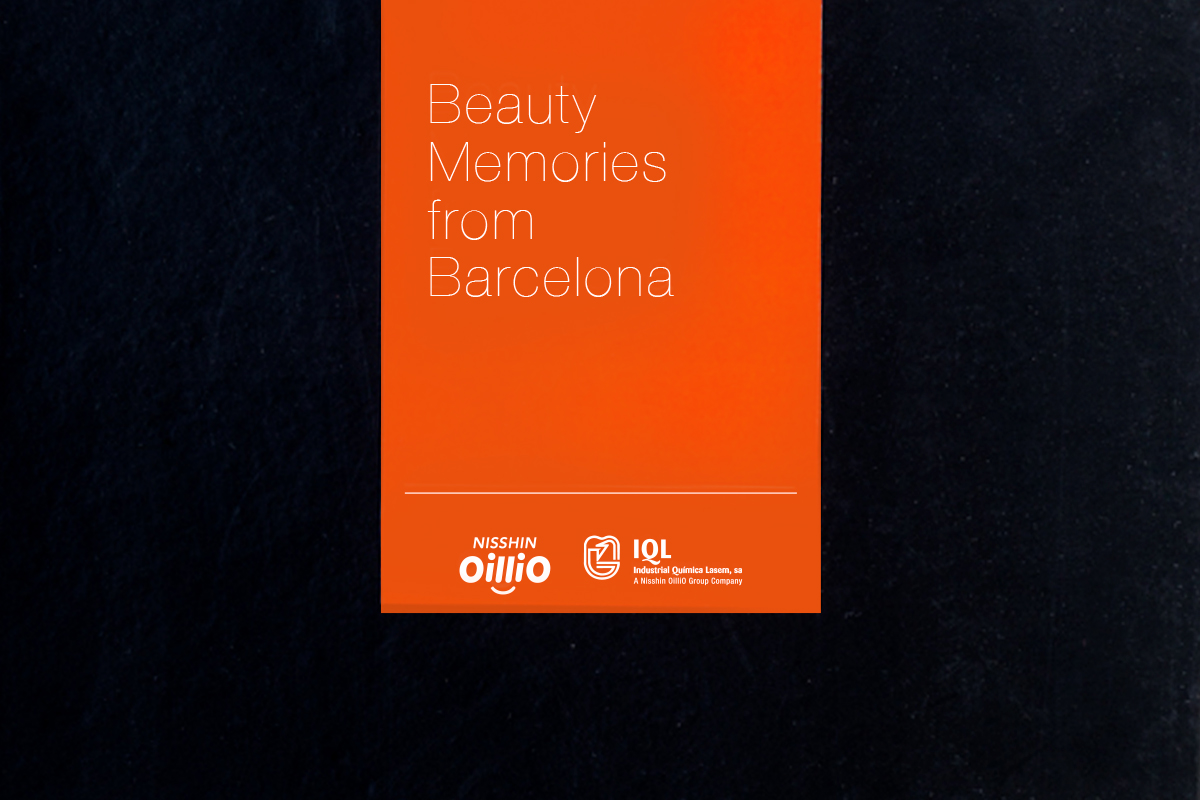 Beauty
Memories
from
Barcelona
NISSHIN
OilliO
IQL
Industrial Química Lasem, sa
A Nisshin OilliO Group Company